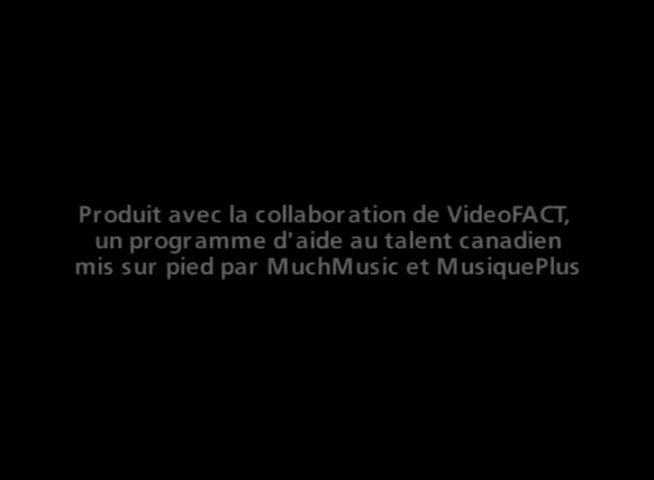 Produit avec la collaboration de VideoFACT,
un programme d'aide au talent canadien
mis sur pied par MuchMusic et MusiquePlus